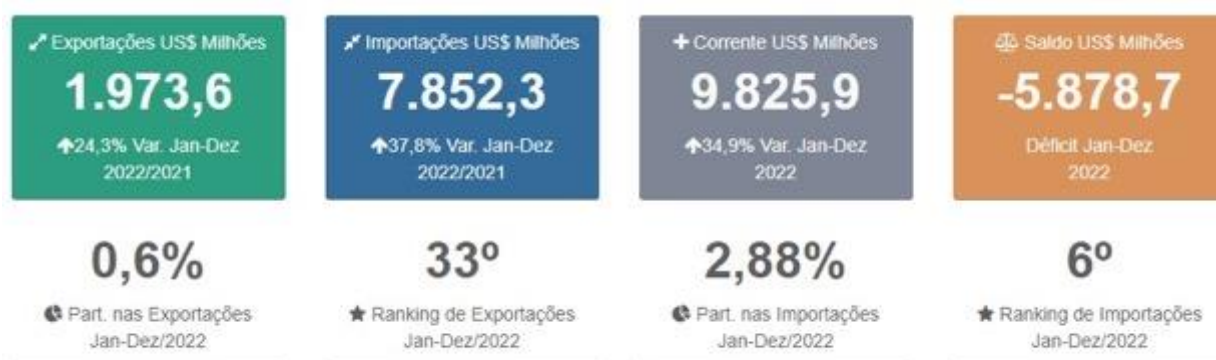 Exportações US$ Milhões
1.973,6
24,3% Var. Jan-Dez
2022/2021
Importações US$ Milhões
7.852,3
37,8% Var. Jan-Dez
2022/2021
Corrente US$ Milhões
9.825,9
34,9% Var. Jan-Dez
2022
Saldo US$ Milhões
-5.878,7
Déficit Jan-Dez
2022
0,6%
Part. nas Exportações
Jan-Dez/2022
33º
Ranking de Exportações
Jan-Dez/2022
2,88%
Part. nas Importações
Jan-Dez/2022
6º
Ranking de Importações
Jan-Dez/2022